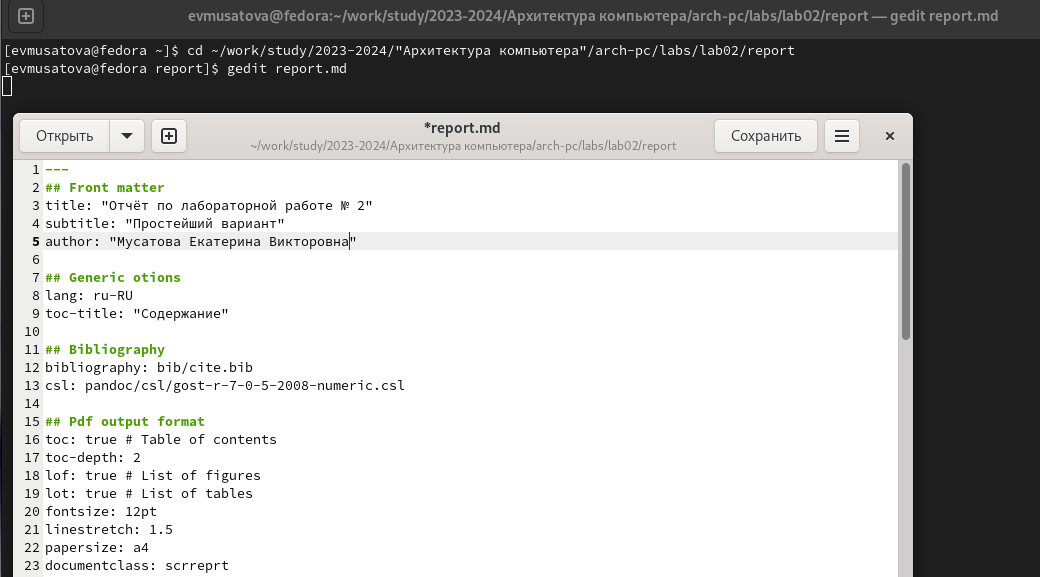 evmusatova@fedora:~/work/study/2023-2024/Архитектура компьютера/arch-pc/labs/lab02/report — gedit report.md
[evmusatova@fedora ~]$ cd ~/work/study/2023-2024/"Архитектура компьютера"/arch-pc/labs/lab02/report
[evmusatova@fedora report]$ gedit report.md
Открыть
*report.md
~/work/study/2023-2024/Архитектура компьютера/arch-pc/labs/lab02/report
Сохранить
1 ---
2 ## Front matter
3 title: "Отчёт по лабораторной работе № 2"
4 subtitle: "Простейший вариант"
5 author: "Мусатова Екатерина Викторовна"
6
7 ## Generic otions
8 lang: ru-RU
9 toc-title: "Содержание"
10
11 ## Bibliography
12 bibliography: bib/cite.bib
13 csl: pandoc/csl/gost-r-7-0-5-2008-numeric.csl
14
15 ## Pdf output format
16 toc: true # Table of contents
17 toc-depth: 2
18 lof: true # List of figures
19 lot: true # List of tables
20 fontsize: 12pt
21 linestretch: 1.5
22 papersize: a4
23 documentclass: scrreprt